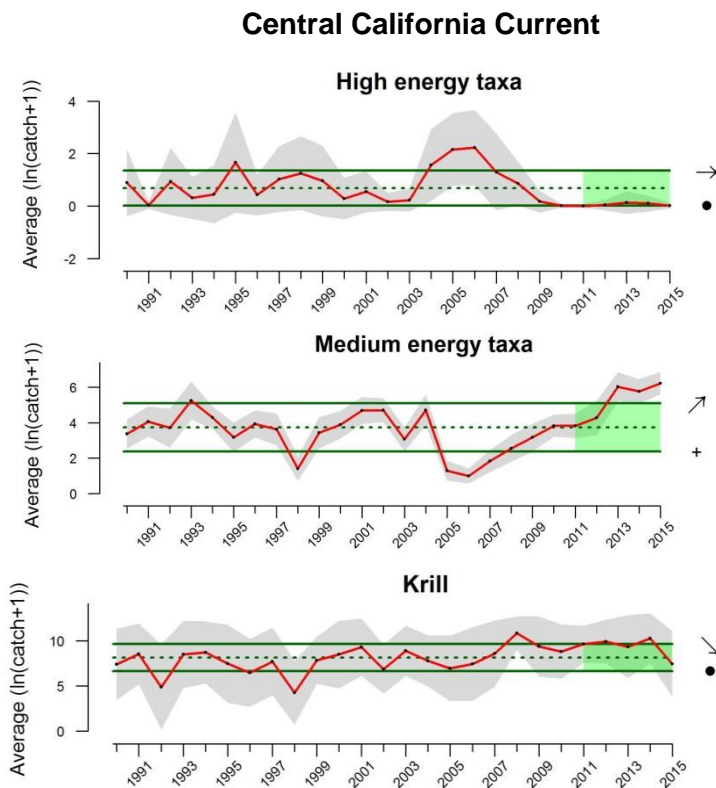 Central California Current
High energy taxa
Average (ln(catch+1))
4
2
0
-2
→
●
1991 1993 1995 1997 1999 2001 2003 2005 2007 2009 2011 2013 2015
Medium energy taxa
Average (ln(catch+1))
6
4
2
0
↗
+
1991 1993 1995 1997 1999 2001 2003 2005 2007 2009 2011 2013 2015
Krill
Average (ln(catch+1))
10
5
0
↘
●
1991 1993 1995 1997 1999 2001 2003 2005 2007 2009 2011 2013 2015